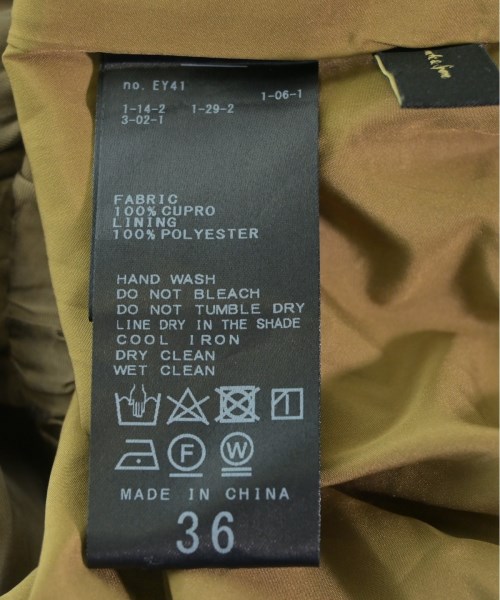 no. EY41
1-06-1
1-14-2 1-29-2
3-02-1
FABRIC
100% CUPRO
LINING
100% POLYESTER
HAND WASH
DO NOT BLEACH
DO NOT TUMBLE DRY
LINE DRY IN THE SHADE
COOL IRON
DRY CLEAN
WET CLEAN
F W
MADE IN CHINA
36